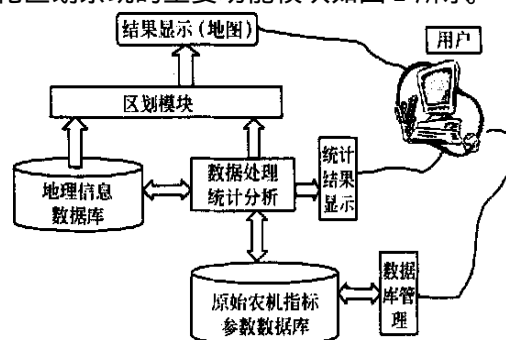 结果显示(地图)
用户
区划模块
地理信息
数据库
数据处理
统计分析
统计
结果
显示
原始农机指标
参数数据库
数据
库管
理